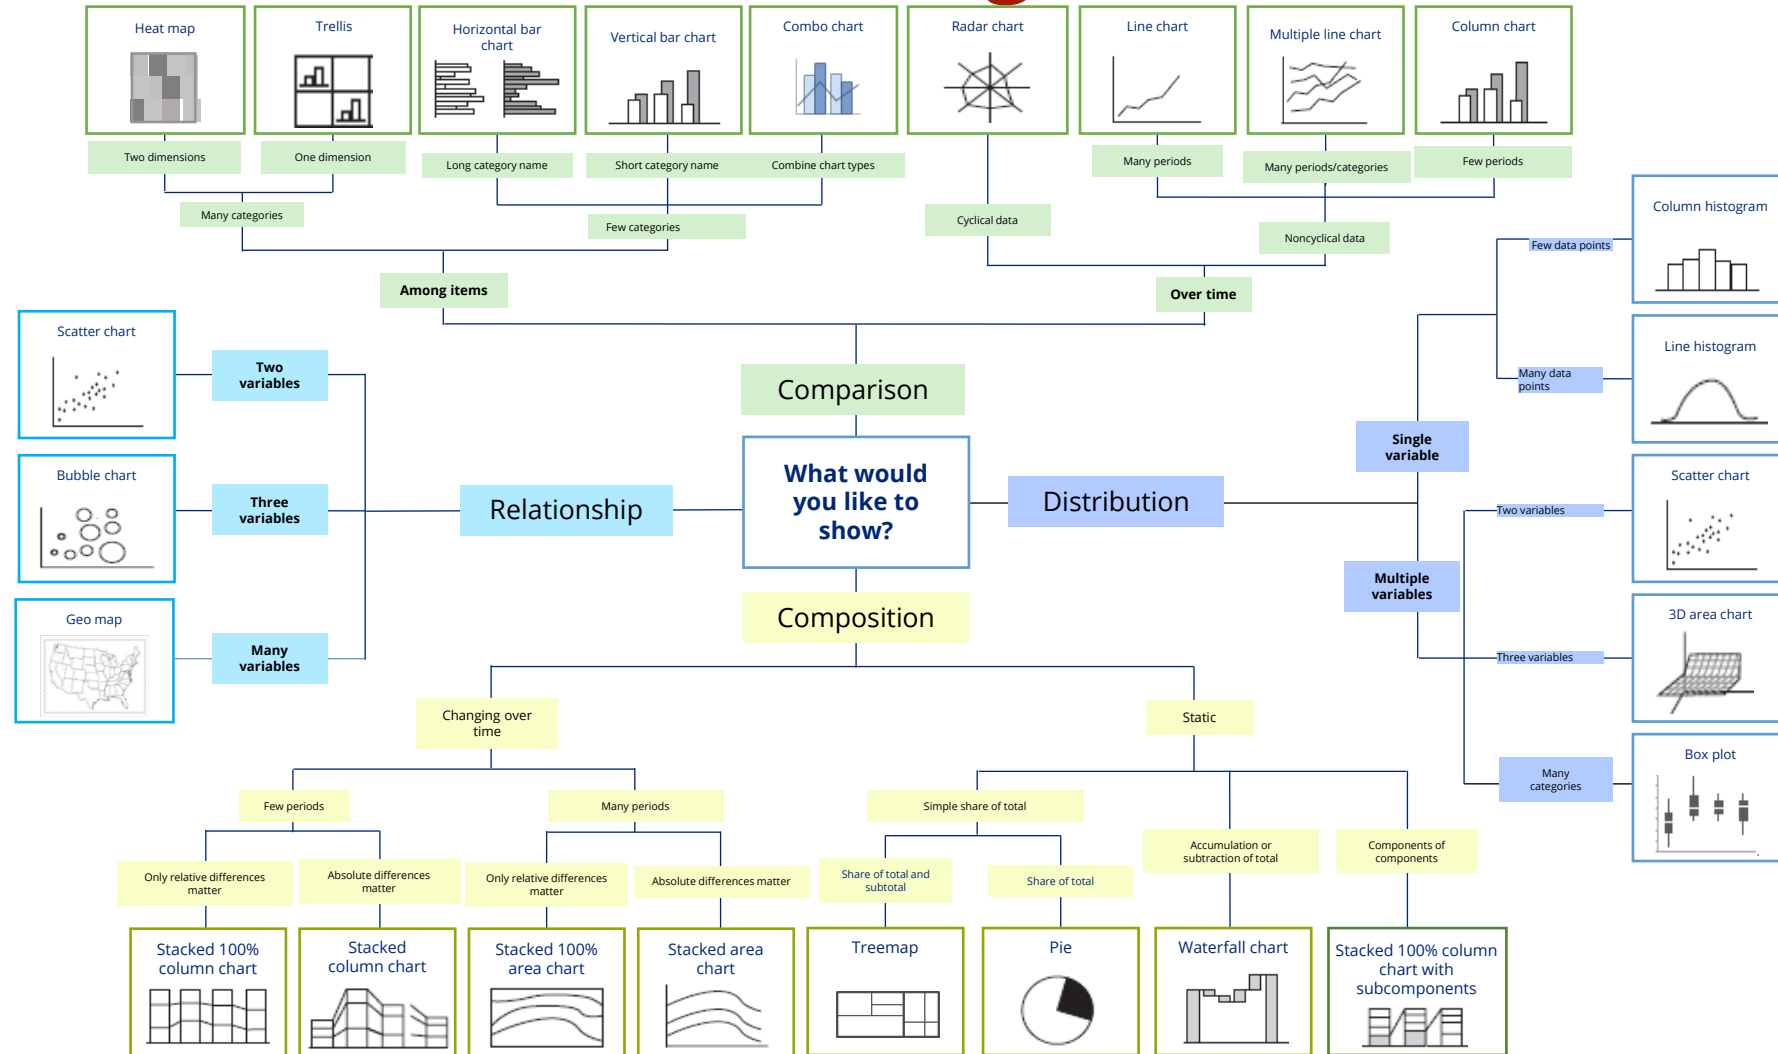 Heat map
Trellis
Horizontal bar
chart
Vertical bar chart
Combo chart
Radar chart
Line chart
Multiple line chart
Column chart
Two dimensions
One dimension
Long category name
Short category name
Combine chart types
Many periods
Many periods/categories
Few periods
Many categories
Few categories
Cyclical data
Noncyclical data
Among items
Over time
Column histogram
Few data points
Line histogram
Many data
points
Scatter chart
Two
variables
Comparison
Single
variable
What would
you like to
show?
Bubble chart
Three
variables
Relationship
Distribution
Scatter chart
Two variables
Multiple
variables
Geo map
Many
variables
Composition
3D area chart
Three variables
Changing over
time
Static
Box plot
Many
categories
Few periods
Many periods
Simple share of total
Accumulation or
subtraction of total
Components of
components
Only relative differences
matter
Absolute differences
matter
Only relative differences
matter
Absolute differences matter
Share of total and
subtotal
Share of total
Stacked 100%
column chart
Stacked
column chart
Stacked 100%
area chart
Stacked area
chart
Treemap
Pie
Waterfall chart
Stacked 100% column
chart with
subcomponents